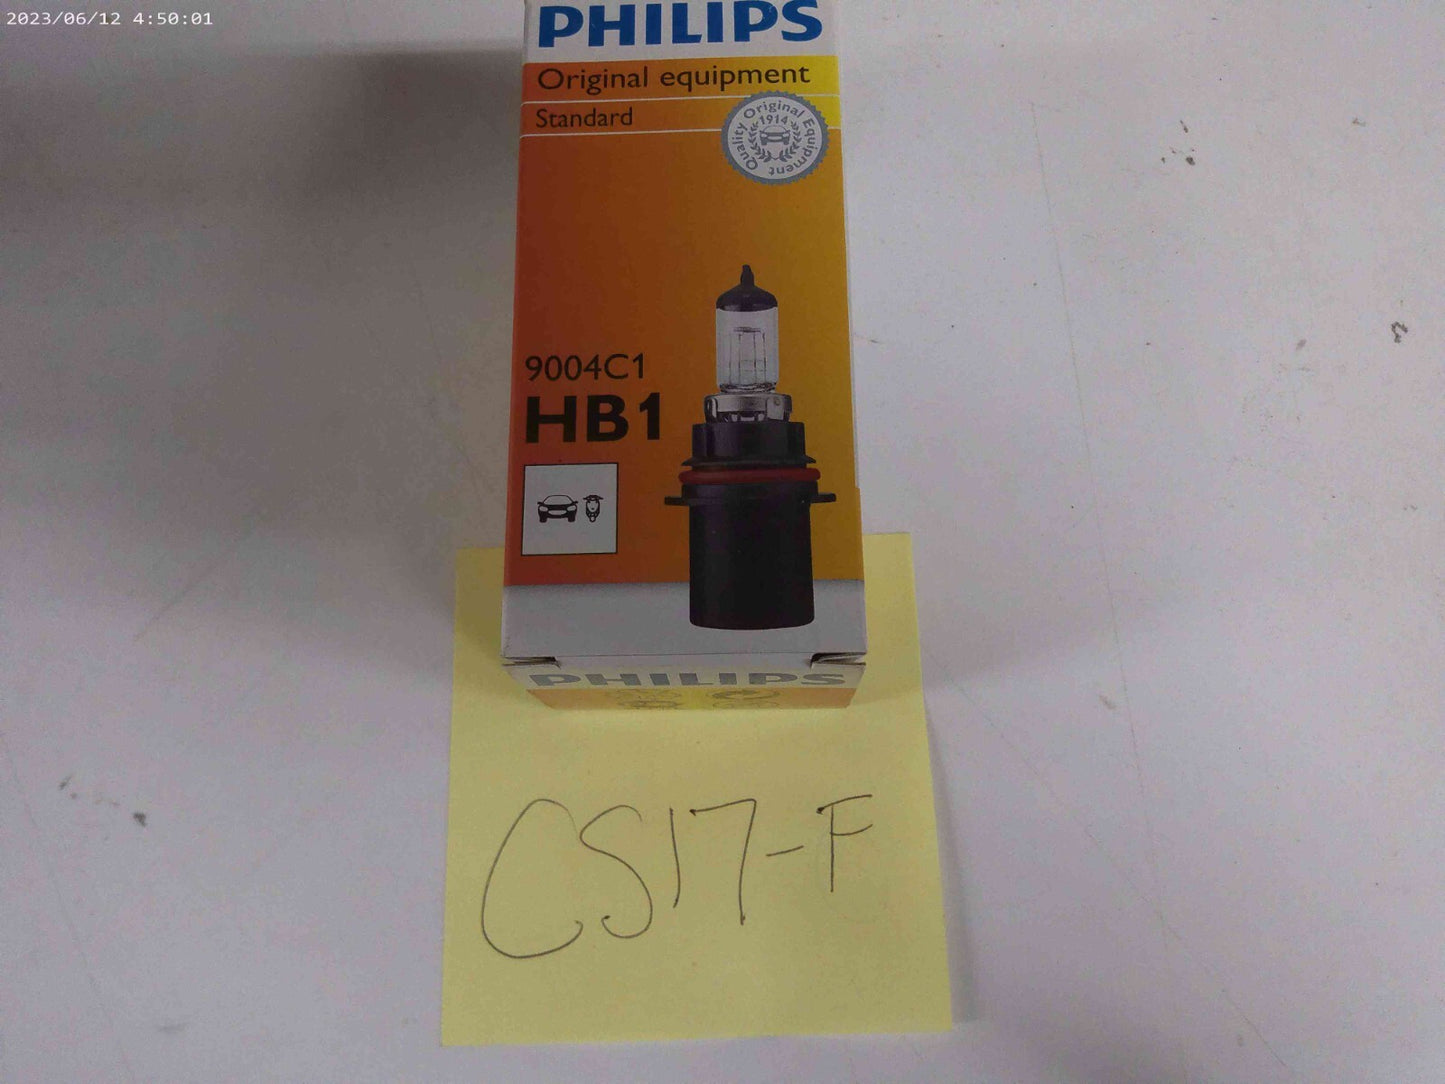 2023/06/12 4:50:01
PHILIPS
Original equipment
Standard
Quality Original Equipment
1914
9004C1
HB1
PHILIPS
CS17-F